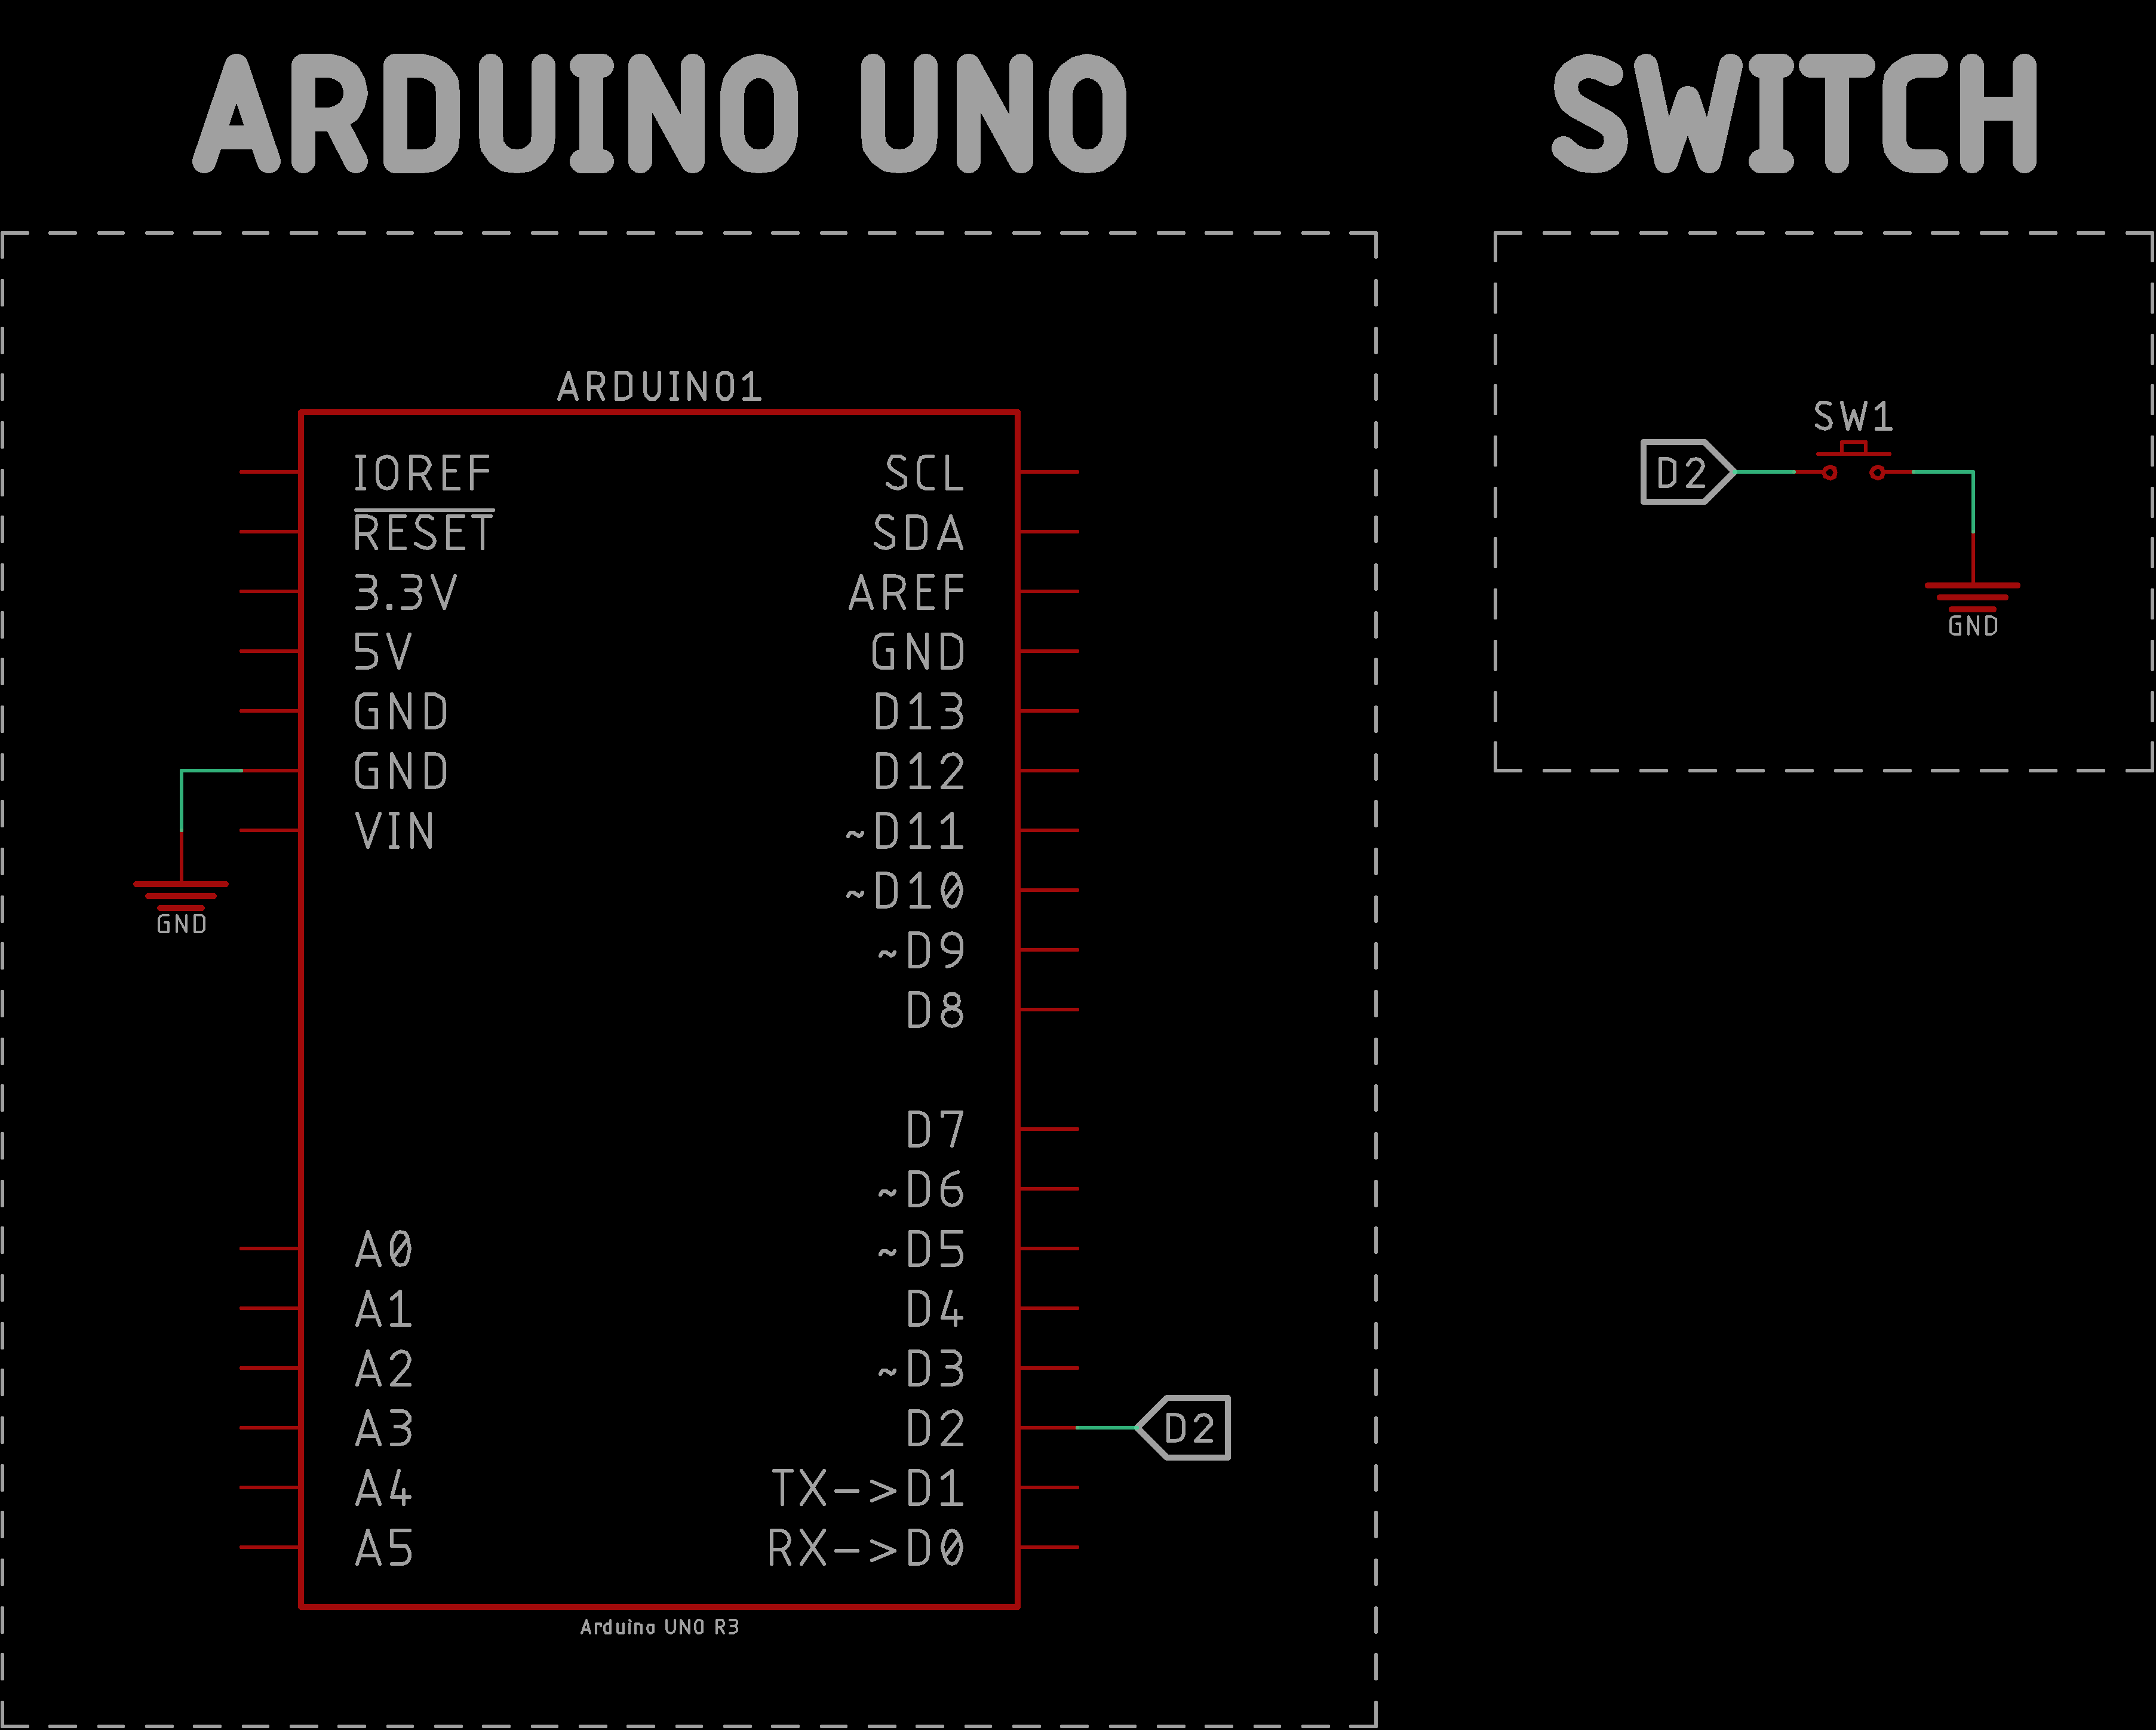 ARDUINO UNO
SWITCH
ARDUINO1
IOREF
RESET
3.3V
5V
GND
GND
VIN
GND
A0
A1
A2
A3
A4
A5
SCL
SDA
AREF
GND
D13
D12
~D11
~D10
~D9
D8
D7
~D6
~D5
D4
~D3
D2
TX->D1
RX->D0
D2
Arduino UNO R3
SW1
D2
GND